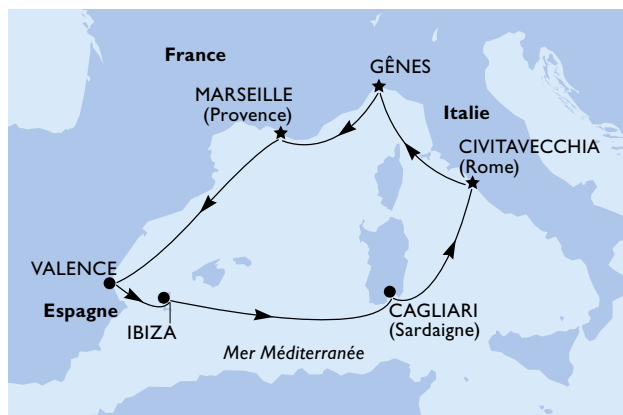 France
GÊNES
MARSEILLE
(Provence)
Italie
CIVITAVECCHIA
(Rome)
VALENCE
Espagne
IBIZA
CAGLIARI
(Sardaigne)
Mer Méditerranée